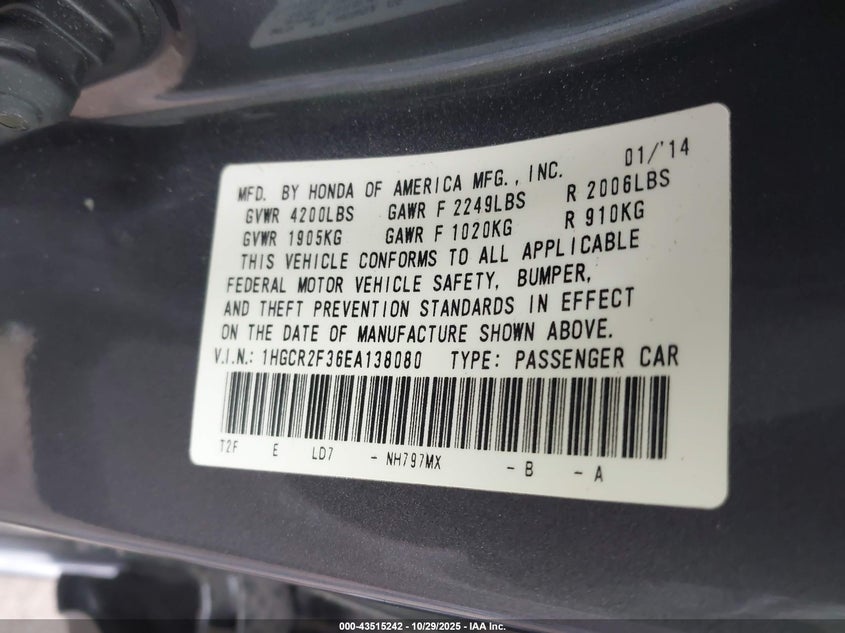 MFD. BY HONDA OF AMERICA MFG., INC. 01/'14
GVWR 4200LBS GAWR F 2249LBS R 2006LBS
GVWR 1905KG GAWR F 1020KG R 910KG
THIS VEHICLE CONFORMS TO ALL APPLICABLE
FEDERAL MOTOR VEHICLE SAFETY, BUMPER,
AND THEFT PREVENTION STANDARDS IN EFFECT
ON THE DATE OF MANUFACTURE SHOWN ABOVE.
V.I.N.: 1HGCR2F36EA138080 TYPE: PASSENGER CAR
T2F E LD7 - NH797MX - B - A
000-43515242 - 10/29/2025 - IAA Inc.